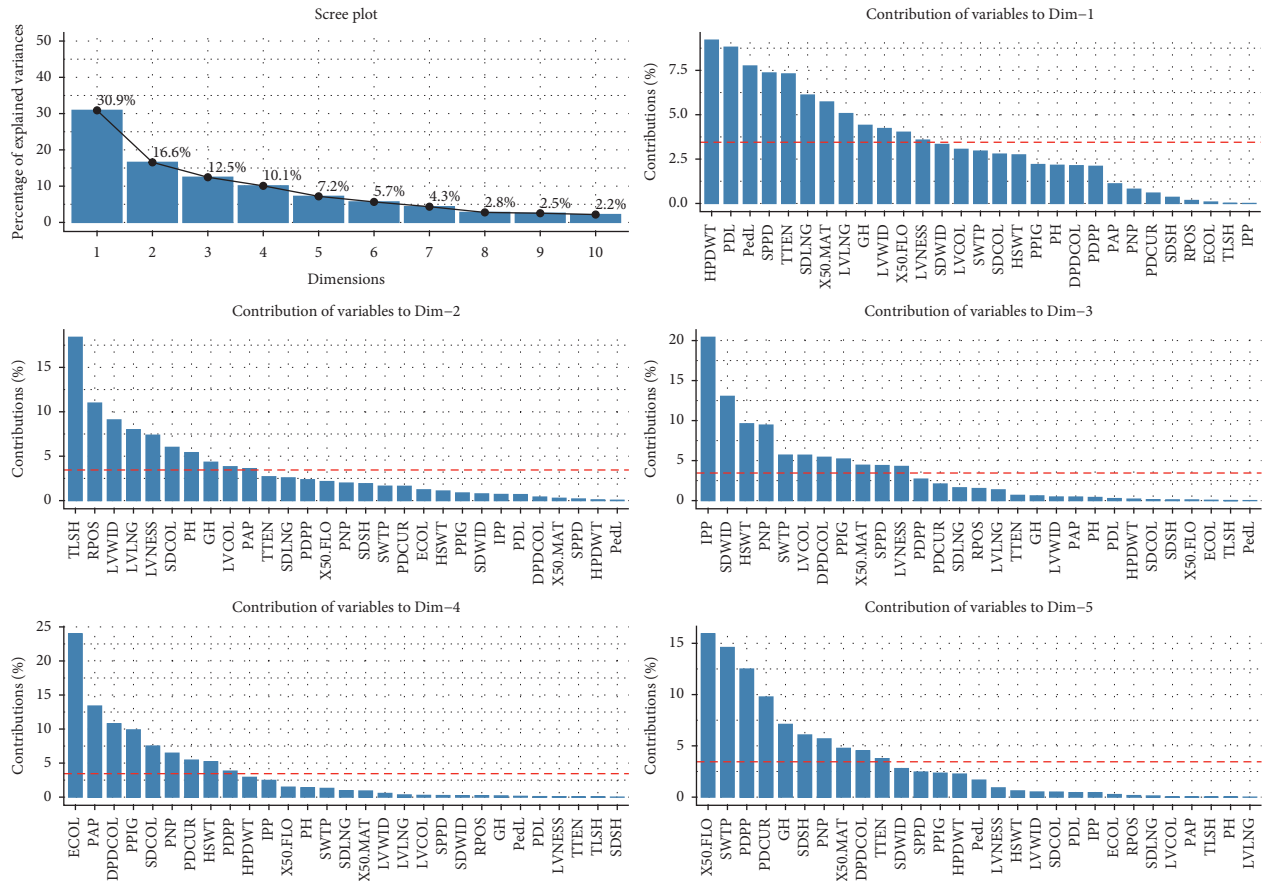 Scree plot
Percentage of explained variances
50
40
30
20
10
0
30.9%
16.6%
12.5%
10.1%
7.2%
5.7%
4.3%
2.8%
2.5%
2.2%
1 2 3 4 5 6 7 8 9 10
Dimensions
Contribution of variables to Dim−1
Contributions (%)
7.5
5.0
2.5
0.0
HPDWT PDL PedL SPPD TTEN SDLNG X50.MAT LVLNG GH LVWID X50.FLO LVNESS SDWID LVCOL SWTP SDCOL HSWT PPIG PH DPDCOL PDPP PAP PNP PDCUR SDSH RPOS ECOL TLSH IPP
Contribution of variables to Dim−2
Contributions (%)
15
10
5
0
TLSH RPOS LVWID LVLNG LVNESS SDCOL PH GH LVCOL PAP TTEN SDLNG PDPP X50.FLO PNP SDSH SWTP PDCUR ECOL HSWT PPIG SDWID IPP PDL DPDCOL X50.MAT SPPD HPDWT PedL
Contribution of variables to Dim−3
Contributions (%)
20
15
10
5
0
IPP SDWID HSWT PNP SWTP LVCOL DPDCOL PPIG X50.MAT SPPD LVNESS PDPP PDCUR SDLNG RPOS LVLNG TTEN GH LVWID PAP PH PDL HPDWT SDCOL SDSH X50.FLO ECOL TLSH PedL
Contribution of variables to Dim−4
Contributions (%)
25
20
15
10
5
0
ECOL PAP DPDCOL PPIG SDCOL PNP PDCUR HSWT PDPP HPDWT IPP X50.FLO PH SWTP SDLNG X50.MAT LVWID LVLNG LVCOL SPPD SDWID RPOS GH PedL PDL LVNESS TTEN TLSH SDSH
Contribution of variables to Dim−5
Contributions (%)
15
10
5
0
X50.FLO SWTP PDPP PDCUR GH SDSH PNP X50.MAT DPDCOL TTEN SDWID SPPD PPIG HPDWT PedL LVNESS HSWT LVWID SDCOL PDL IPP ECOL RPOS SDLNG LVCOL PAP TLSH PH LVLNG